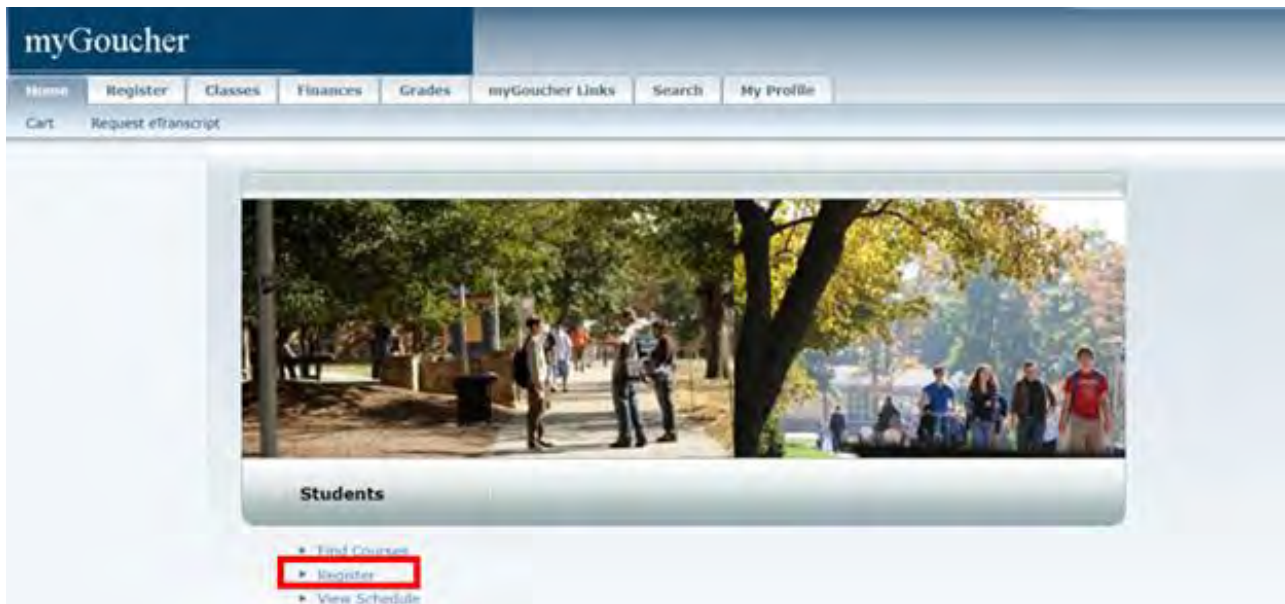 myGoucher
Home Register Classes Finances Grades myGoucher Links Search My Profile
Cart Request eTranscript
Students
Find Courses
Register
View Schedule